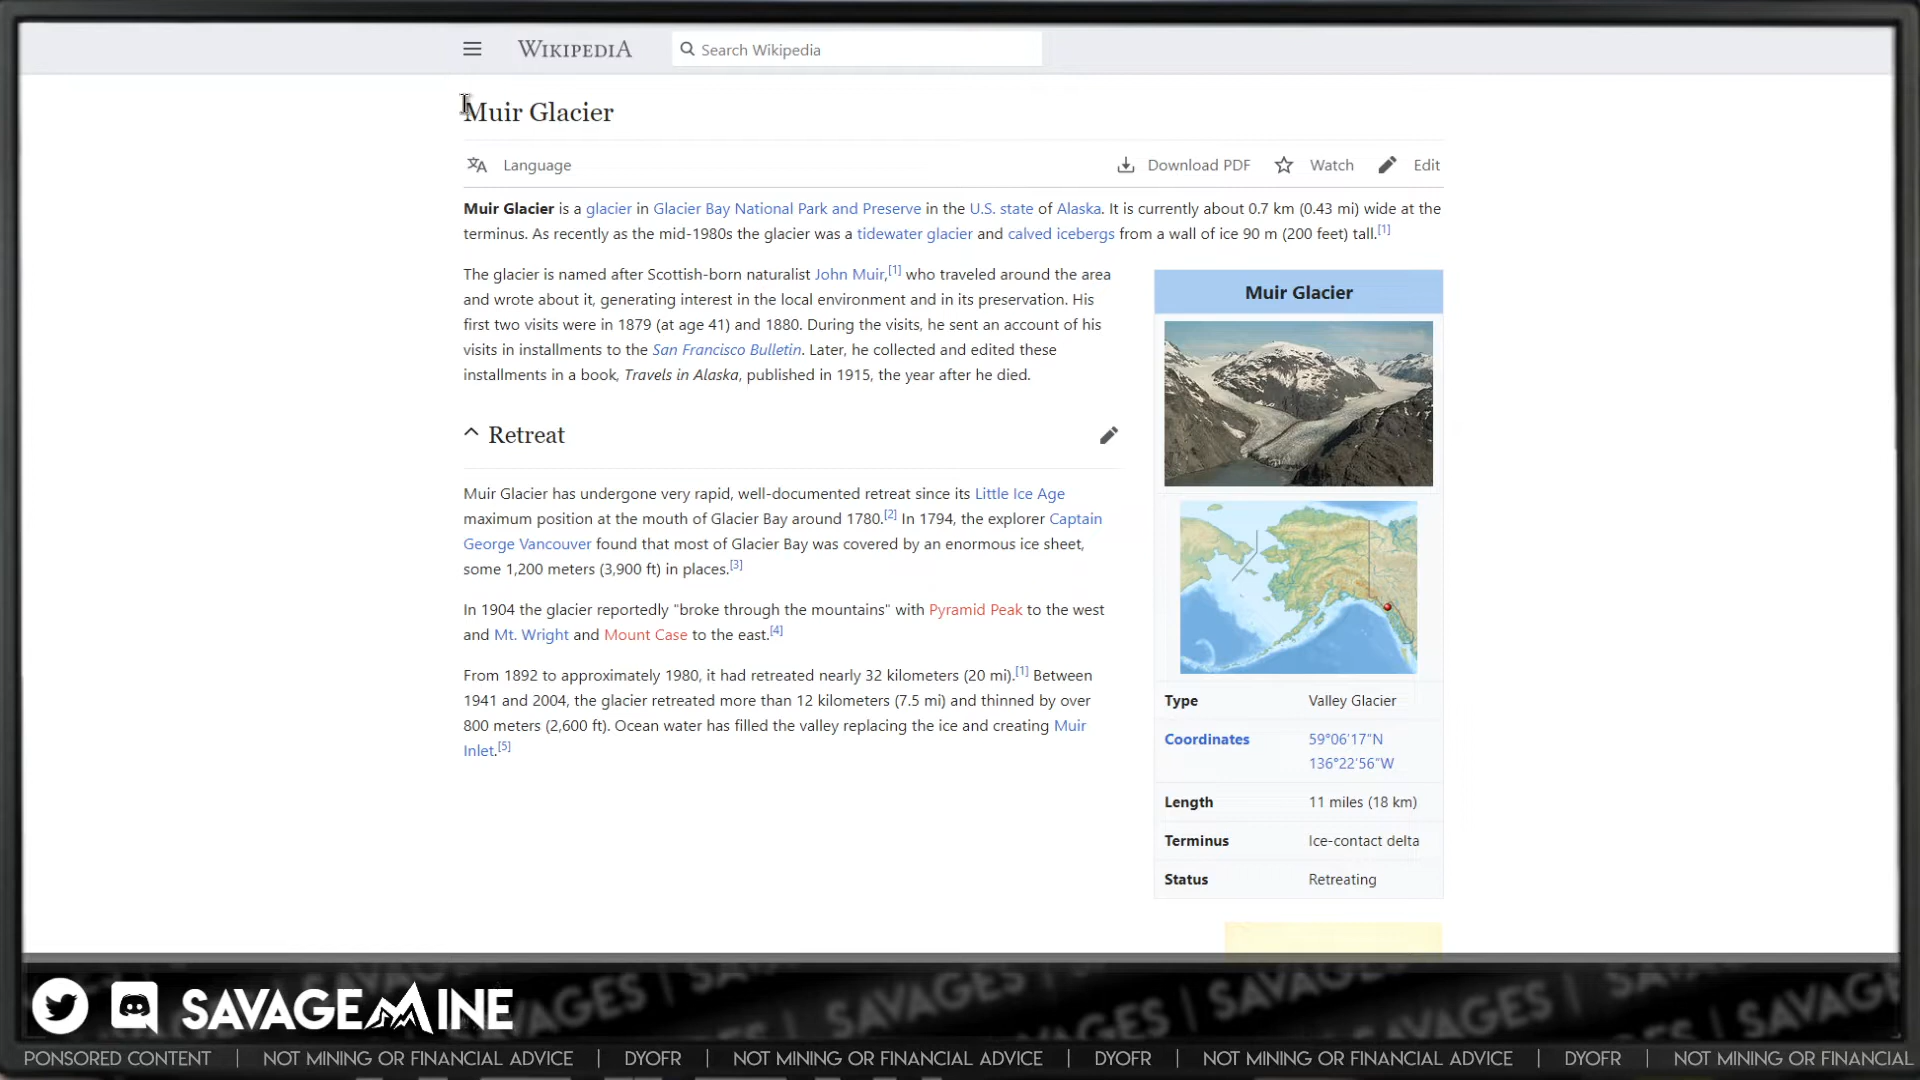 WIKIPEDIA
Search Wikipedia
Muir Glacier
Language
Download PDF
Watch
Edit
Muir Glacier is a glacier in Glacier Bay National Park and Preserve in the U.S. state of Alaska. It is currently about 0.7 km (0.43 mi) wide at the
terminus. As recently as the mid-1980s the glacier was a tidewater glacier and calved icebergs from a wall of ice 90 m (200 feet) tall.[1]
The glacier is named after Scottish-born naturalist John Muir,[1] who traveled around the area
and wrote about it, generating interest in the local environment and in its preservation. His
first two visits were in 1879 (at age 41) and 1880. During the visits, he sent an account of his
visits in installments to the San Francisco Bulletin. Later, he collected and edited these
installments in a book, Travels in Alaska, published in 1915, the year after he died.
Retreat
Muir Glacier has undergone very rapid, well-documented retreat since its Little Ice Age
maximum position at the mouth of Glacier Bay around 1780.[2] In 1794, the explorer Captain
George Vancouver found that most of Glacier Bay was covered by an enormous ice sheet,
some 1,200 meters (3,900 ft) in places.[3]
In 1904 the glacier reportedly "broke through the mountains" with Pyramid Peak to the west
and Mt. Wright and Mount Case to the east.[4]
From 1892 to approximately 1980, it had retreated nearly 32 kilometers (20 mi).[1] Between
1941 and 2004, the glacier retreated more than 12 kilometers (7.5 mi) and thinned by over
800 meters (2,600 ft). Ocean water has filled the valley replacing the ice and creating Muir
Inlet.[5]
Muir Glacier
Type Valley Glacier
Coordinates 59°06′17″N
136°22′56″W
Length 11 miles (18 km)
Terminus Ice-contact delta
Status Retreating
SAVAGEMINE
SAVAGES | SAVAGES | SAVAGES | SAVAGES | SAVAGE
PONSORED CONTENT | NOT MINING OR FINANCIAL ADVICE | DYOFR | NOT MINING OR FINANCIAL ADVICE | DYOFR | NOT MINING OR FINANCIAL ADVICE | DYOFR | NOT MINING OR FINANCIAL